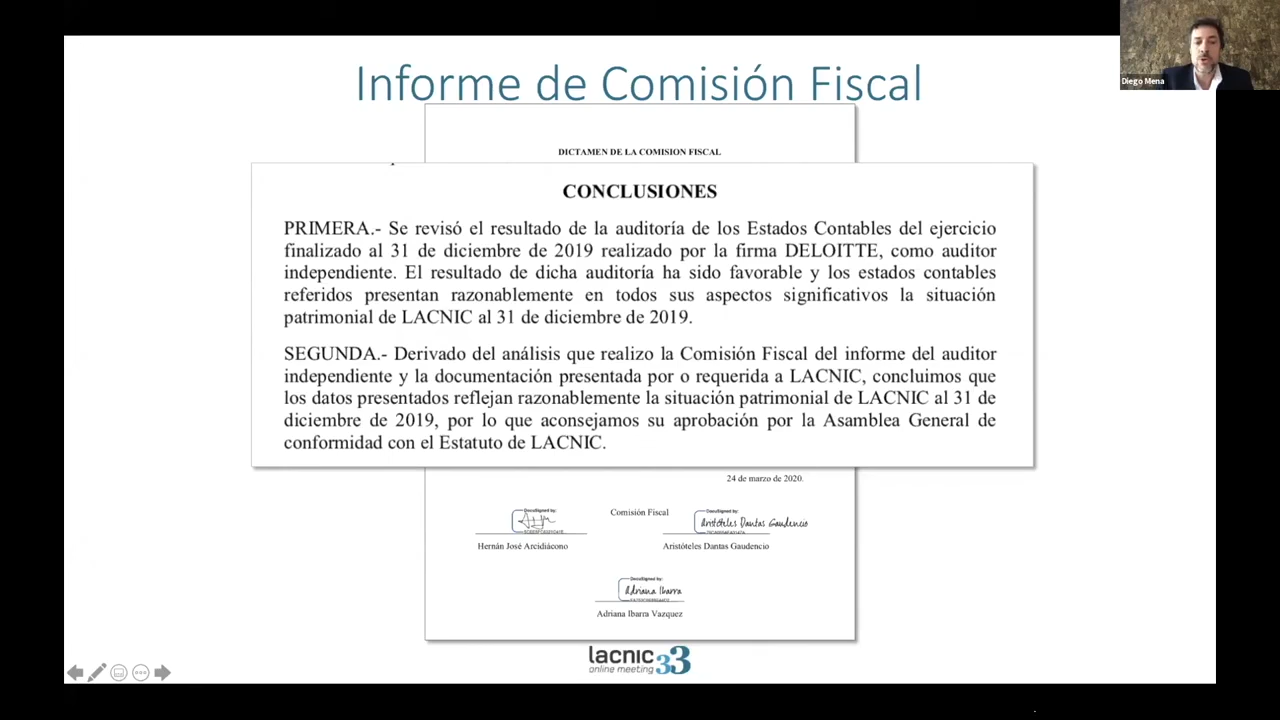 Informe de Comisión Fiscal
Diego Mena
DICTAMEN DE LA COMISION FISCAL
CONCLUSIONES
PRIMERA.- Se revisó el resultado de la auditoría de los Estados Contables del ejercicio
finalizado al 31 de diciembre de 2019 realizado por la firma DELOITTE, como auditor
independiente. El resultado de dicha auditoría ha sido favorable y los estados contables
referidos presentan razonablemente en todos sus aspectos significativos la situación
patrimonial de LACNIC al 31 de diciembre de 2019.
SEGUNDA.- Derivado del análisis que realizo la Comisión Fiscal del informe del auditor
independiente y la documentación presentada por o requerida a LACNIC, concluimos que
los datos presentados reflejan razonablemente la situación patrimonial de LACNIC al 31 de
diciembre de 2019, por lo que aconsejamos su aprobación por la Asamblea General de
conformidad con el Estatuto de LACNIC.
24 de marzo de 2020.
Comisión Fiscal
DocuSigned by:
DocuSigned by:
Aristóteles Dantas Gaudencio
Hernán José Arcidiácono
Aristóteles Dantas Gaudencio
DocuSigned by:
Adriana Ibarra
Adriana Ibarra Vazquez
lacnic 33
online meeting